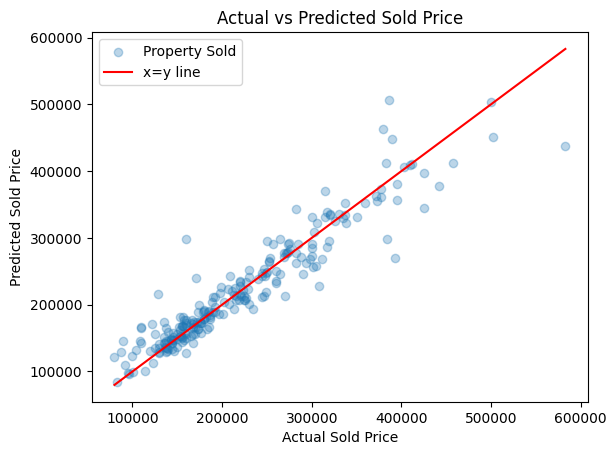 Actual vs Predicted Sold Price
600000
Property Sold
x=y line
500000
400000
300000
200000
100000
Predicted Sold Price
100000 200000 300000 400000 500000 600000
Actual Sold Price